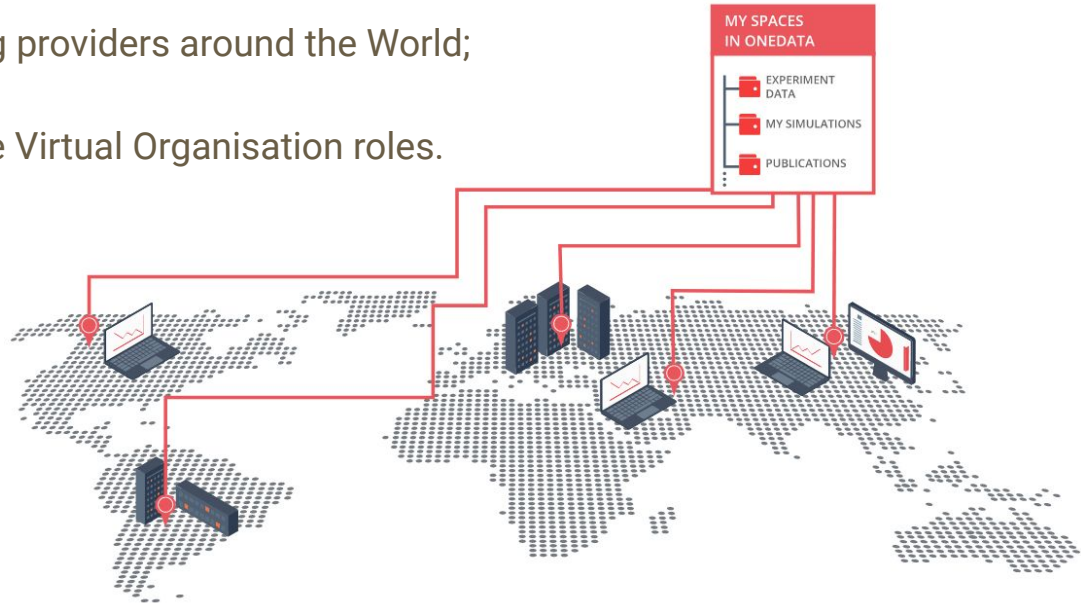 g providers around the World;
e Virtual Organisation roles.
MY SPACES
IN ONEDATA
EXPERIMENT
DATA
MY SIMULATIONS
PUBLICATIONS